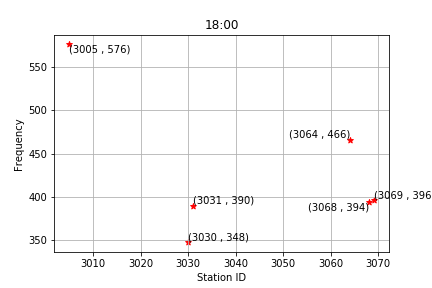 18:00
(3005 , 576)
550
500
(3064 , 466)
450
Frequency
400
(3031 , 390)
(3069 , 396
(3068 , 394)
350
(3030 , 348)
3010 3020 3030 3040 3050 3060 3070
Station ID